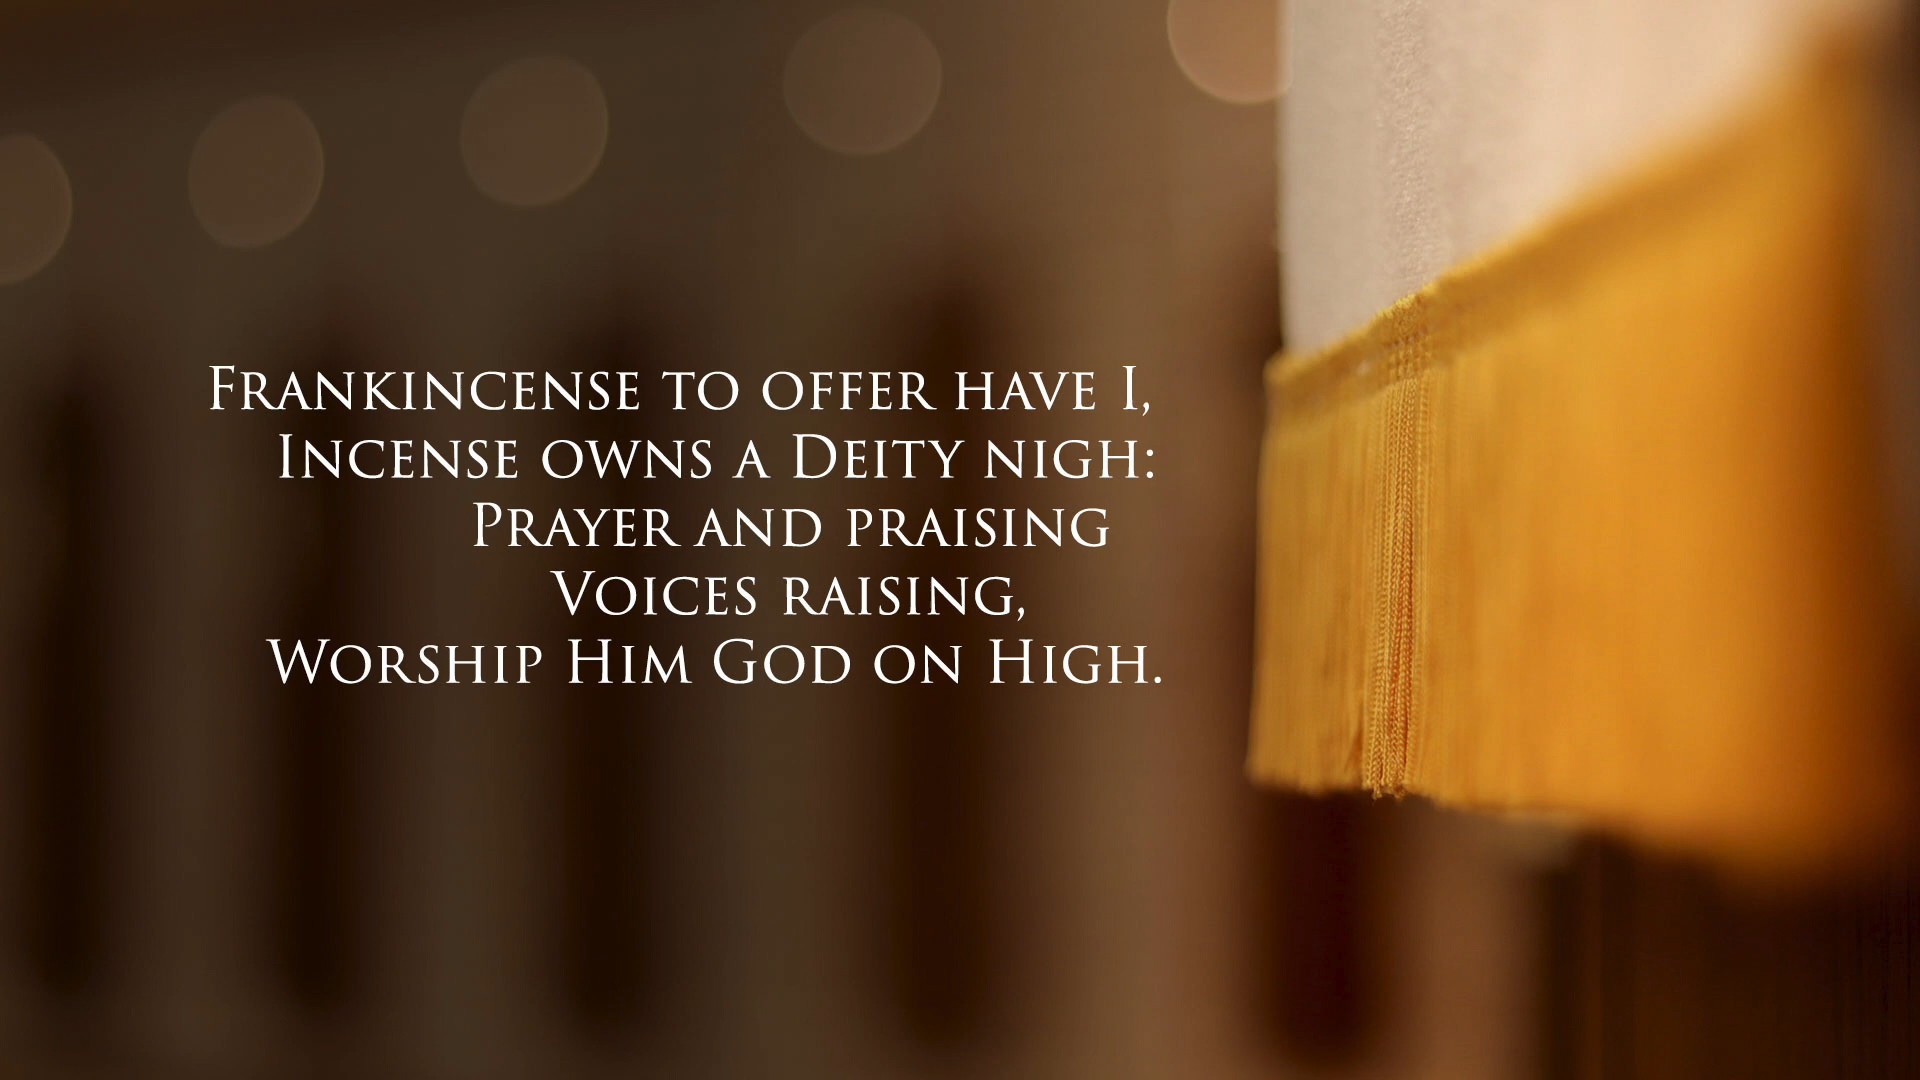 Frankincense to offer have I,
Incense owns a Deity nigh:
Prayer and praising
Voices raising,
Worship Him God on High.